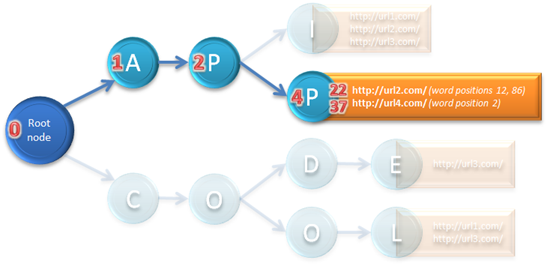 I
http://url1.com/
http://url2.com/
http://url3.com/
1 A
2 P
4 P
22 http://url2.com/ (word positions 12, 86)
37 http://url4.com/ (word position 2)
0 Root
node
D
E
http://url3.com/
C
O
O
L
http://url1.com/
http://url3.com/